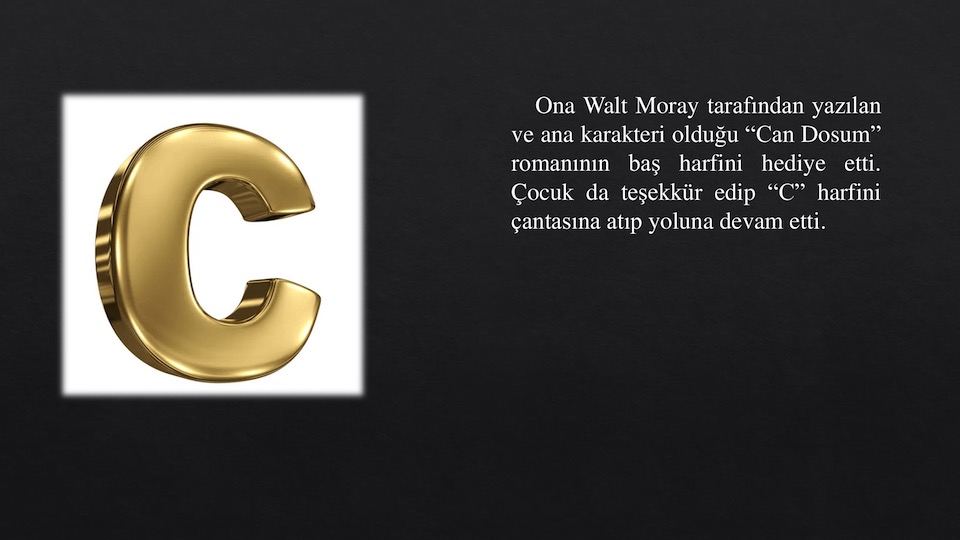 C
Ona Walt Moray tarafından yazılan
ve ana karakteri olduğu “Can Dosum”
romanının baş harfini hediye etti.
Çocuk da teşekkür edip “C” harfini
çantasına atıp yoluna devam etti.